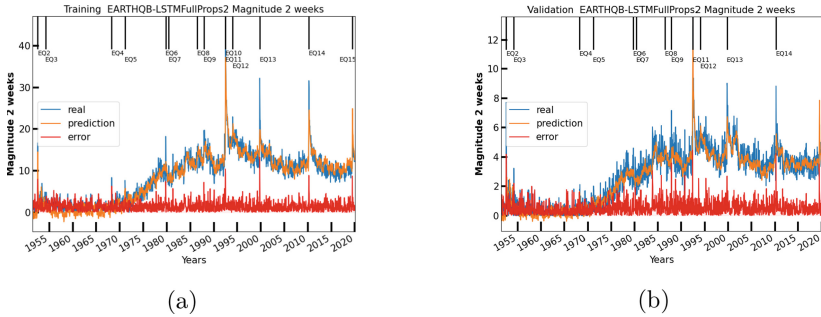 Training EARTHQB-LSTMFullProps2 Magnitude 2 weeks
EQ2
EQ3
EQ4
EQ5
EQ6
EQ7
EQ8
EQ9
EQ10
EQ11
EQ12
EQ13
EQ14
EQ15
real
prediction
error
Magnitude 2 weeks
40
30
20
10
0
1955
1960
1965
1970
1975
1980
1985
1990
1995
2000
2005
2010
2015
2020
Years
(a)
Validation EARTHQB-LSTMFullProps2 Magnitude 2 weeks
EQ2
EQ3
EQ4
EQ5
EQ6
EQ7
EQ8
EQ9
EQ11
EQ12
EQ13
EQ14
real
prediction
error
Magnitude 2 weeks
12
10
8
6
4
2
0
1955
1960
1965
1970
1975
1980
1985
1990
1995
2000
2005
2010
2015
2020
Years
(b)